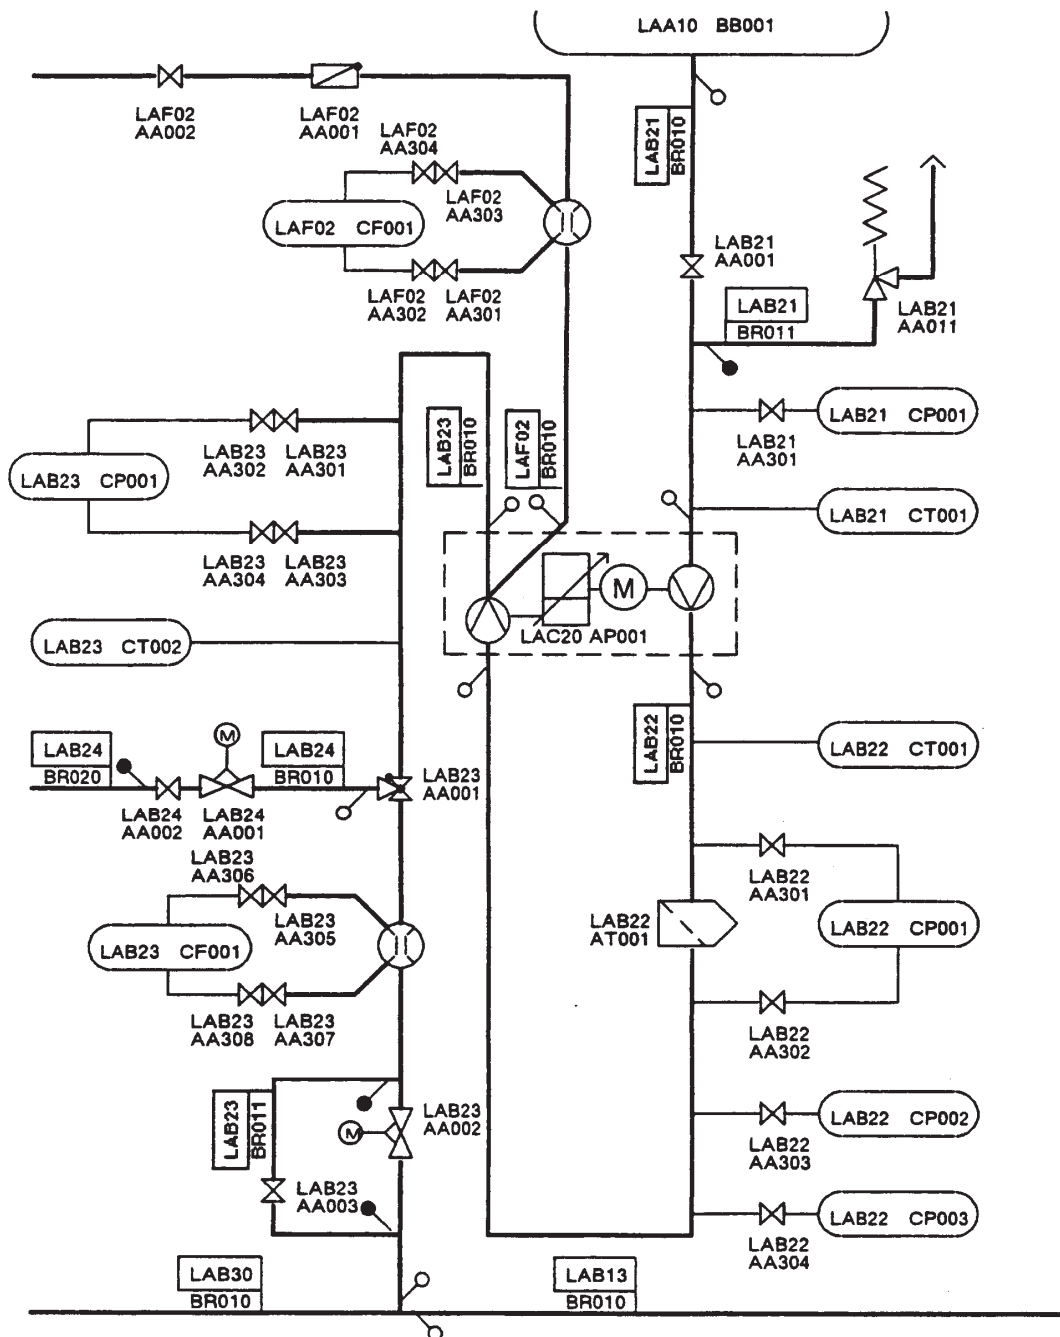 LAA10 BB001
LAF02
AA002
LAF02
AA001
LAF02
AA304
LAF02
AA303
LAF02 CF001
LAF02
AA302
LAF02
AA301
LAB21
BR010
LAB21
AA001
LAB21
BR011
LAB21
AA011
LAB21 CP001
LAB21
AA301
LAB21 CT001
LAB23
AA302
LAB23
AA301
LAB23 CP001
LAB23
AA304
LAB23
AA303
LAB23
BR010
LAF02
BR010
M
LAC20 AP001
LAB23 CT002
LAB24
BR020
M
LAB24
BR010
LAB23
AA001
LAB24
AA002
LAB24
AA001
LAB22
BR010
LAB22 CT001
LAB23
AA306
LAB23
AA305
LAB23 CF001
LAB23
AA308
LAB23
AA307
LAB22
AA301
LAB22
AT001
LAB22 CP001
LAB22
AA302
LAB23
BR011
M
LAB23
AA002
LAB22 CP002
LAB22
AA303
LAB23
AA003
LAB22 CP003
LAB22
AA304
LAB30
BR010
LAB13
BR010